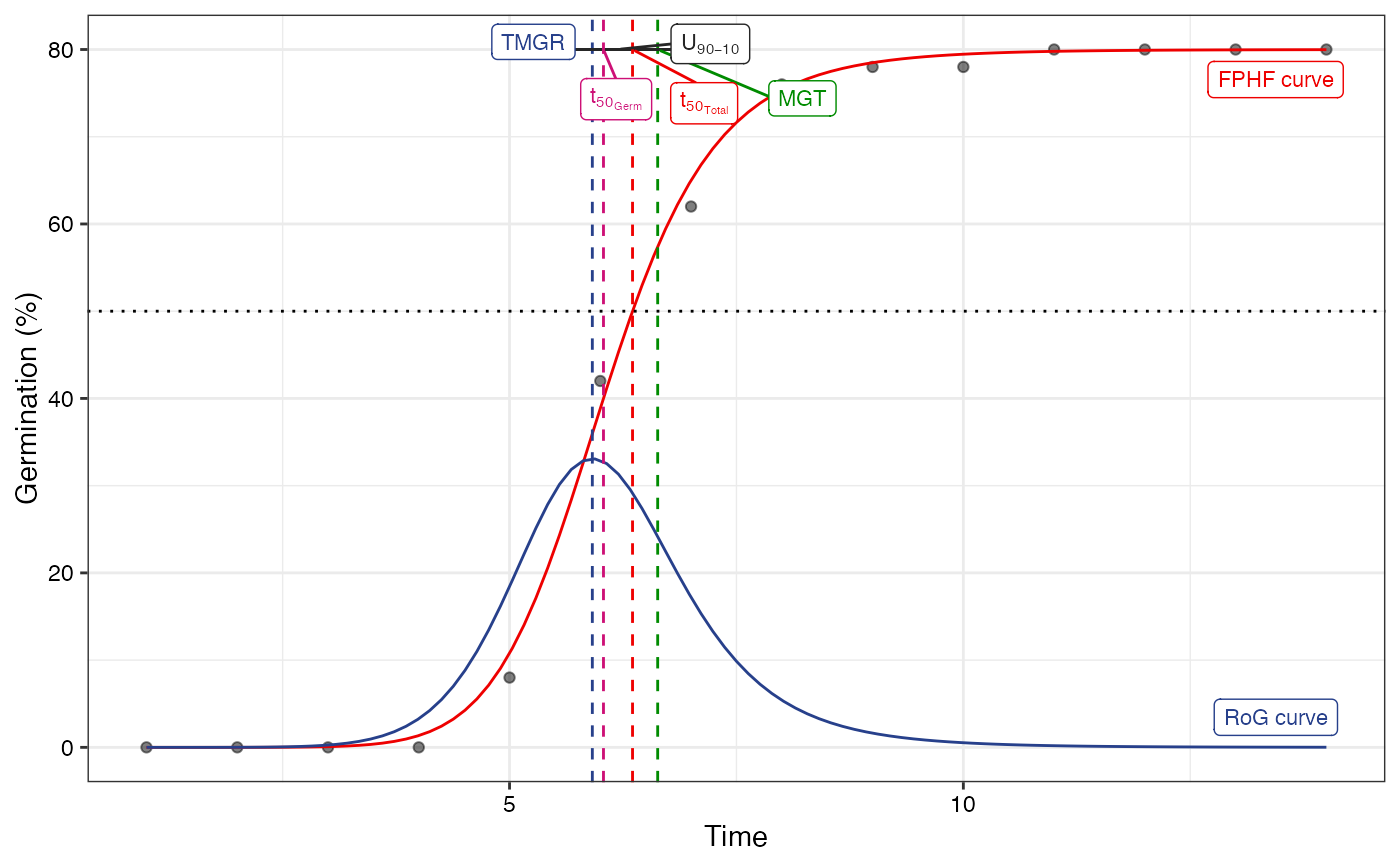 TMGR
U90−10
t50Germ
t50Total
MGT
FPHF curve
RoG curve
80
60
40
20
0
Germination (%)
5
10
Time